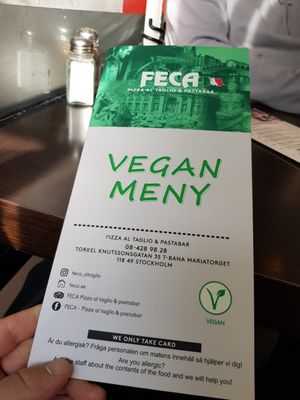 FECA
PIZZA AL TAGLIO & PASTABAR
VEGAN
MENY
PIZZA AL TAGLIO & PASTABAR
08-428 98 28
TORKEL KNUTSSONSGATAN 35 T-BANA MARIATORGET
118 49 STOCKHOLM
feca_altaglio
feca.se
FECA Pizza al taglio & pastabar
FECA - Pizza al taglio & pastabar
VEGAN
WE ONLY TAKE CARD
Är du allergisk? Fråga personalen om matens innehåll så hjälper vi dig!
Are you allergic?
staff about the contents of the food and we will help you!